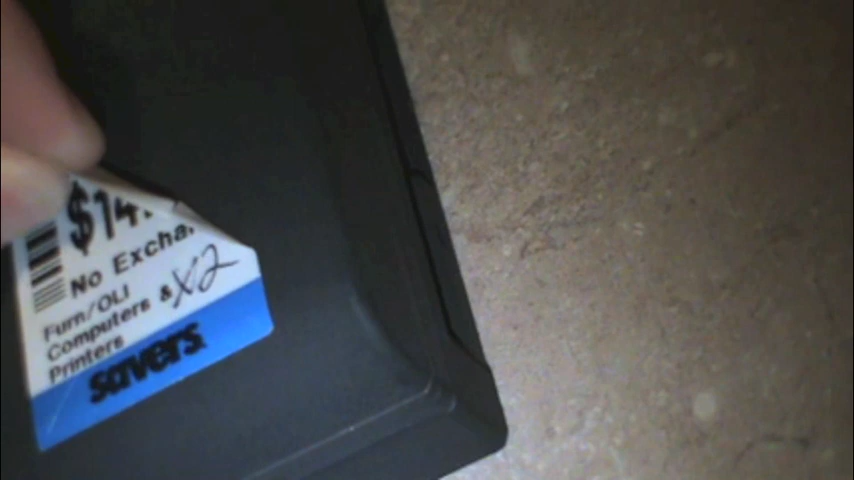 $14.
No Excha
X2
Furn/OLI
Computers &
Printers
savers.